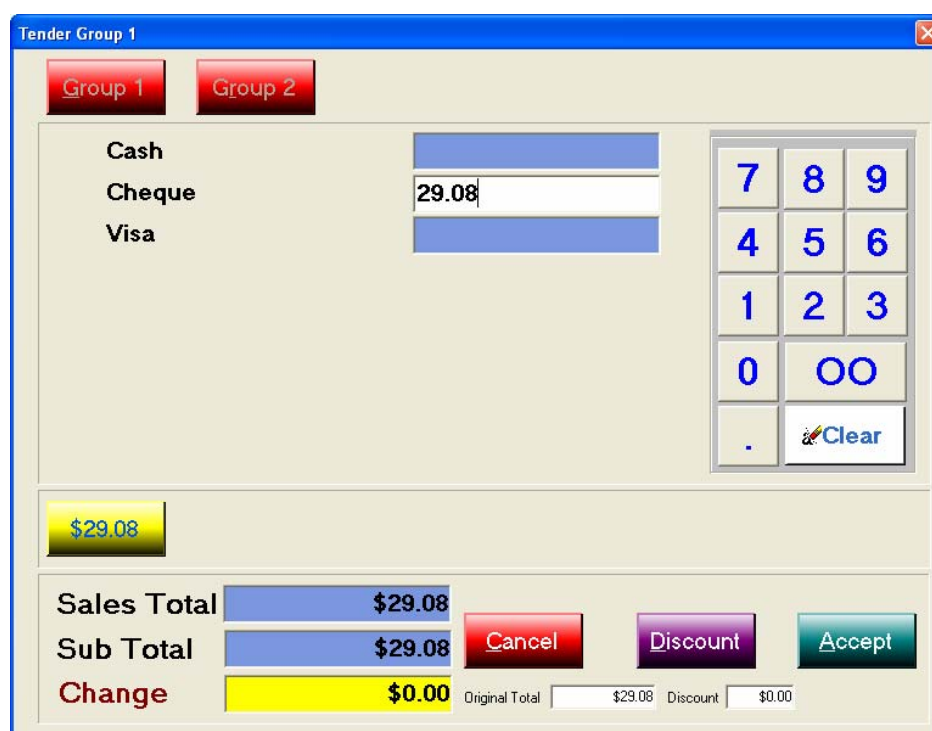 Tender Group 1
Group 1 Group 2
Cash
Cheque 29.08
Visa
7 8 9
4 5 6
1 2 3
0 00
. Clear
$29.08
Sales Total $29.08
Sub Total $29.08
Change $0.00
Cancel Discount Accept
Original Total $29.08 Discount $0.00